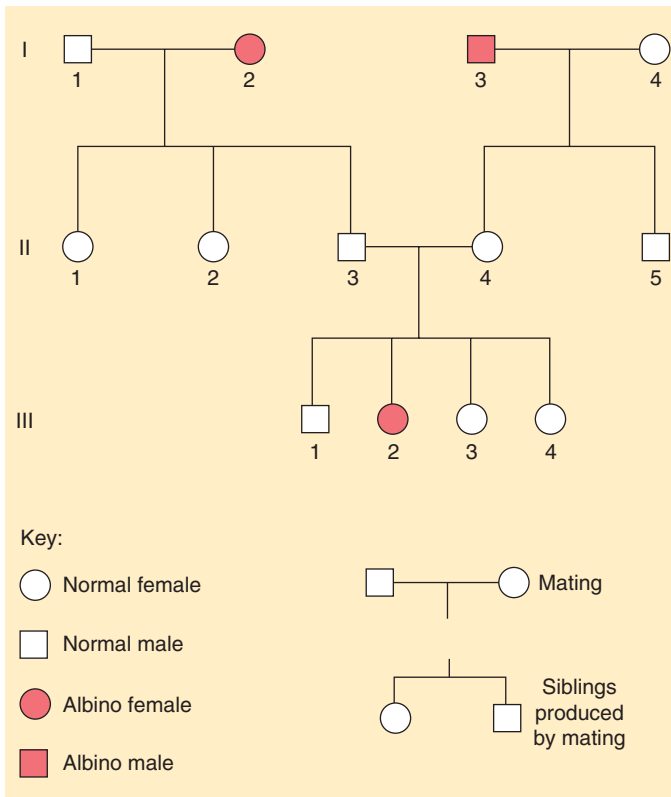 I
1 2 3 4
II
1 2 3 4 5
III
1 2 3 4
Key:
Normal female
Normal male
Albino female
Albino male
Mating
Siblings
produced
by mating